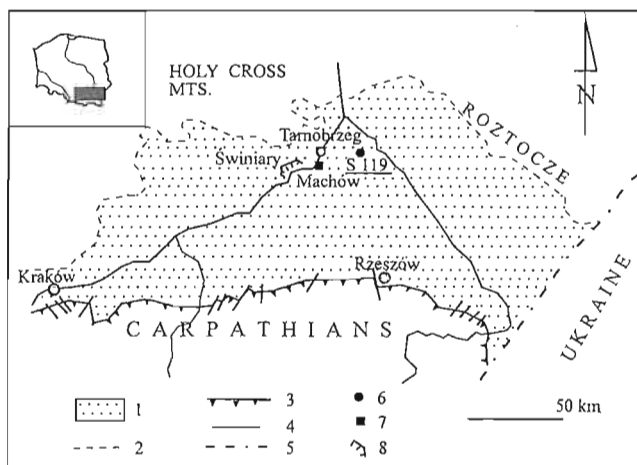 HOLY CROSS
MTS.
N
ROZTOCZE
Tarnobrzeg
Świniary
S 119
Machów
Kraków
Rzeszów
CARPATHIANS
UKRAINE
1
2
3
4
5
6
7
8
50 km